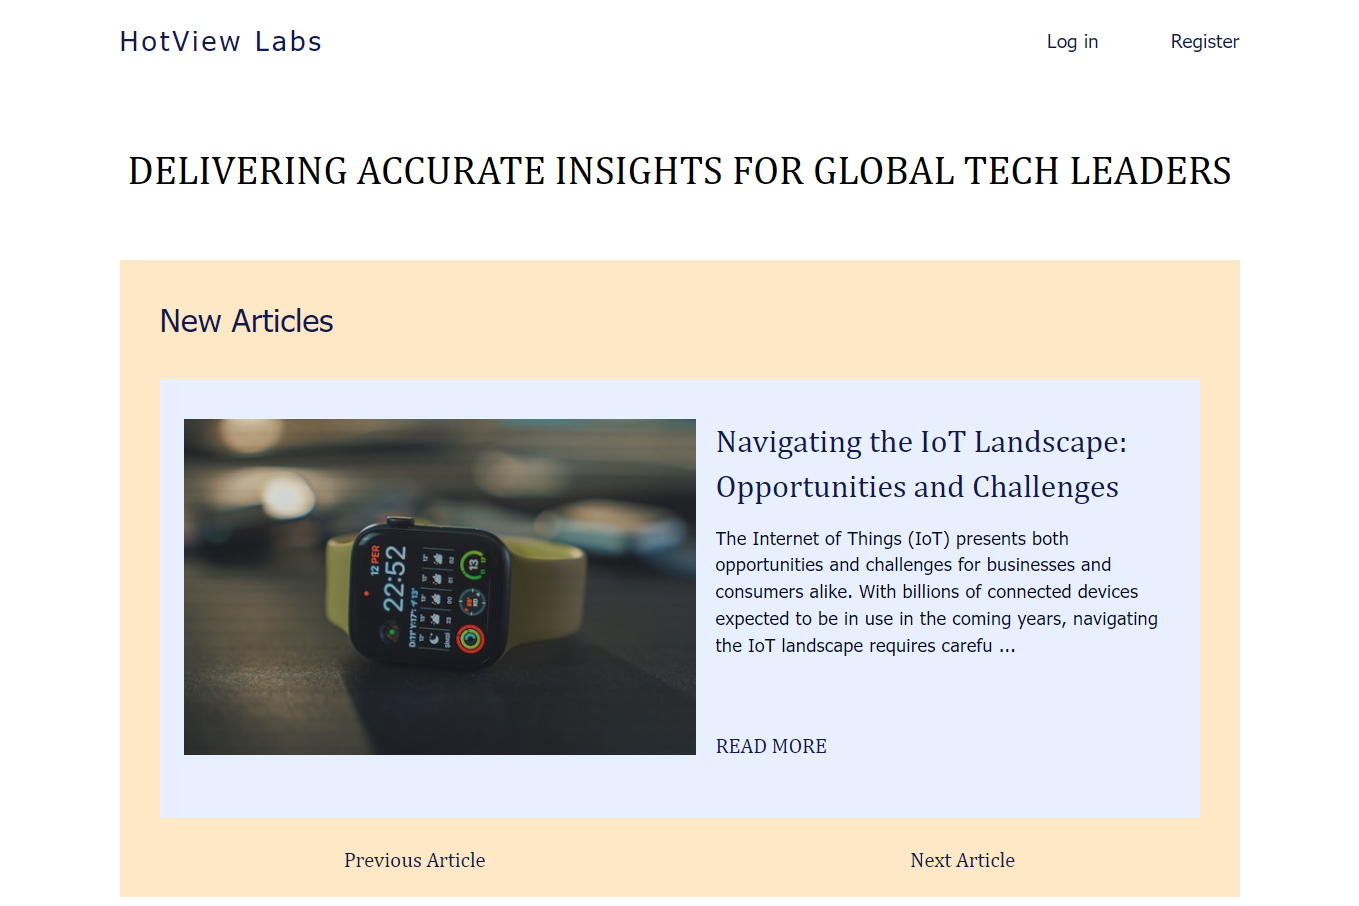 HotView Labs
Log in
Register
DELIVERING ACCURATE INSIGHTS FOR GLOBAL TECH LEADERS
New Articles
12 PER
22:52
13
Navigating the IoT Landscape:
Opportunities and Challenges
The Internet of Things (IoT) presents both
opportunities and challenges for businesses and
consumers alike. With billions of connected devices
expected to be in use in the coming years, navigating
the IoT landscape requires carefu ...
READ MORE
Previous Article
Next Article